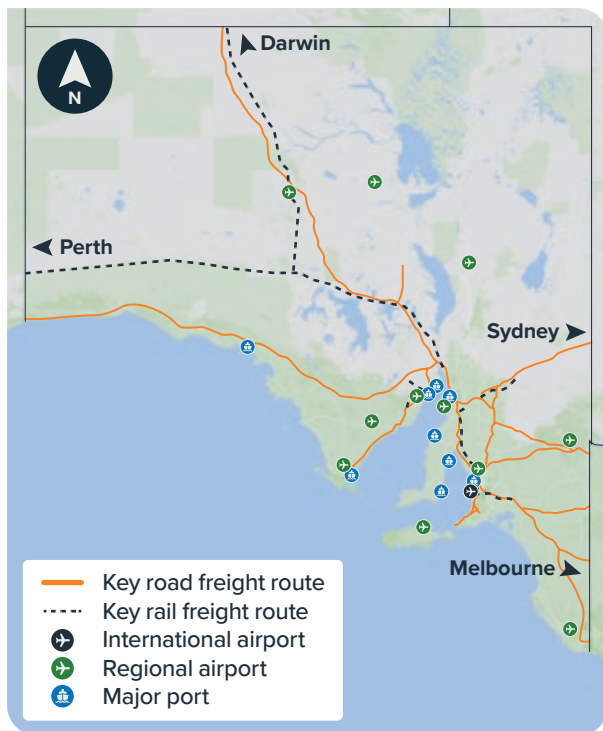 Darwin
N
Perth
Sydney
Melbourne
Key road freight route
Key rail freight route
International airport
Regional airport
Major port